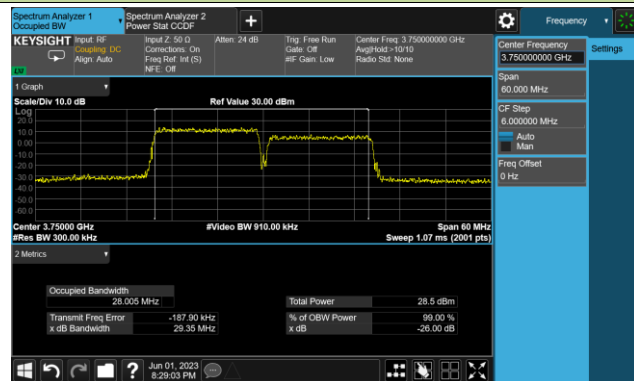 Spectrum Analyzer 1
Occupied BW
Spectrum Analyzer 2
Power Stat CCDF
+
Frequency
KEYSIGHT
Input: RF
Coupling: DC
Align: Auto
Input Z: 50 Ω
Corrections: On
Freq Ref: Int (S)
NFE: Off
Atten: 24 dB
Trig: Free Run
Gate: Off
#IF Gain: Low
Center Freq: 3.750000000 GHz
Avg|Hold:>10/10
Radio Std: None
Center Frequency
3.750000000 GHz
Settings
Span
60.000 MHz
CF Step
6.000000 MHz
Auto
Man
Freq Offset
0 Hz
1 Graph
Scale/Div 10.0 dB
Ref Value 30.00 dBm
Log
20.0
10.0
0.00
-10.0
-20.0
-30.0
-40.0
-50.0
-60.0
Center 3.75000 GHz
#Video BW 910.00 kHz
Span 60 MHz
#Res BW 300.00 kHz
Sweep 1.07 ms (2001 pts)
2 Metrics
Occupied Bandwidth
28.005 MHz
Total Power
28.5 dBm
Transmit Freq Error
-187.90 kHz
% of OBW Power
99.00 %
x dB Bandwidth
29.35 MHz
x dB
-26.00 dB
?
Jun 01, 2023
8:29:03 PM